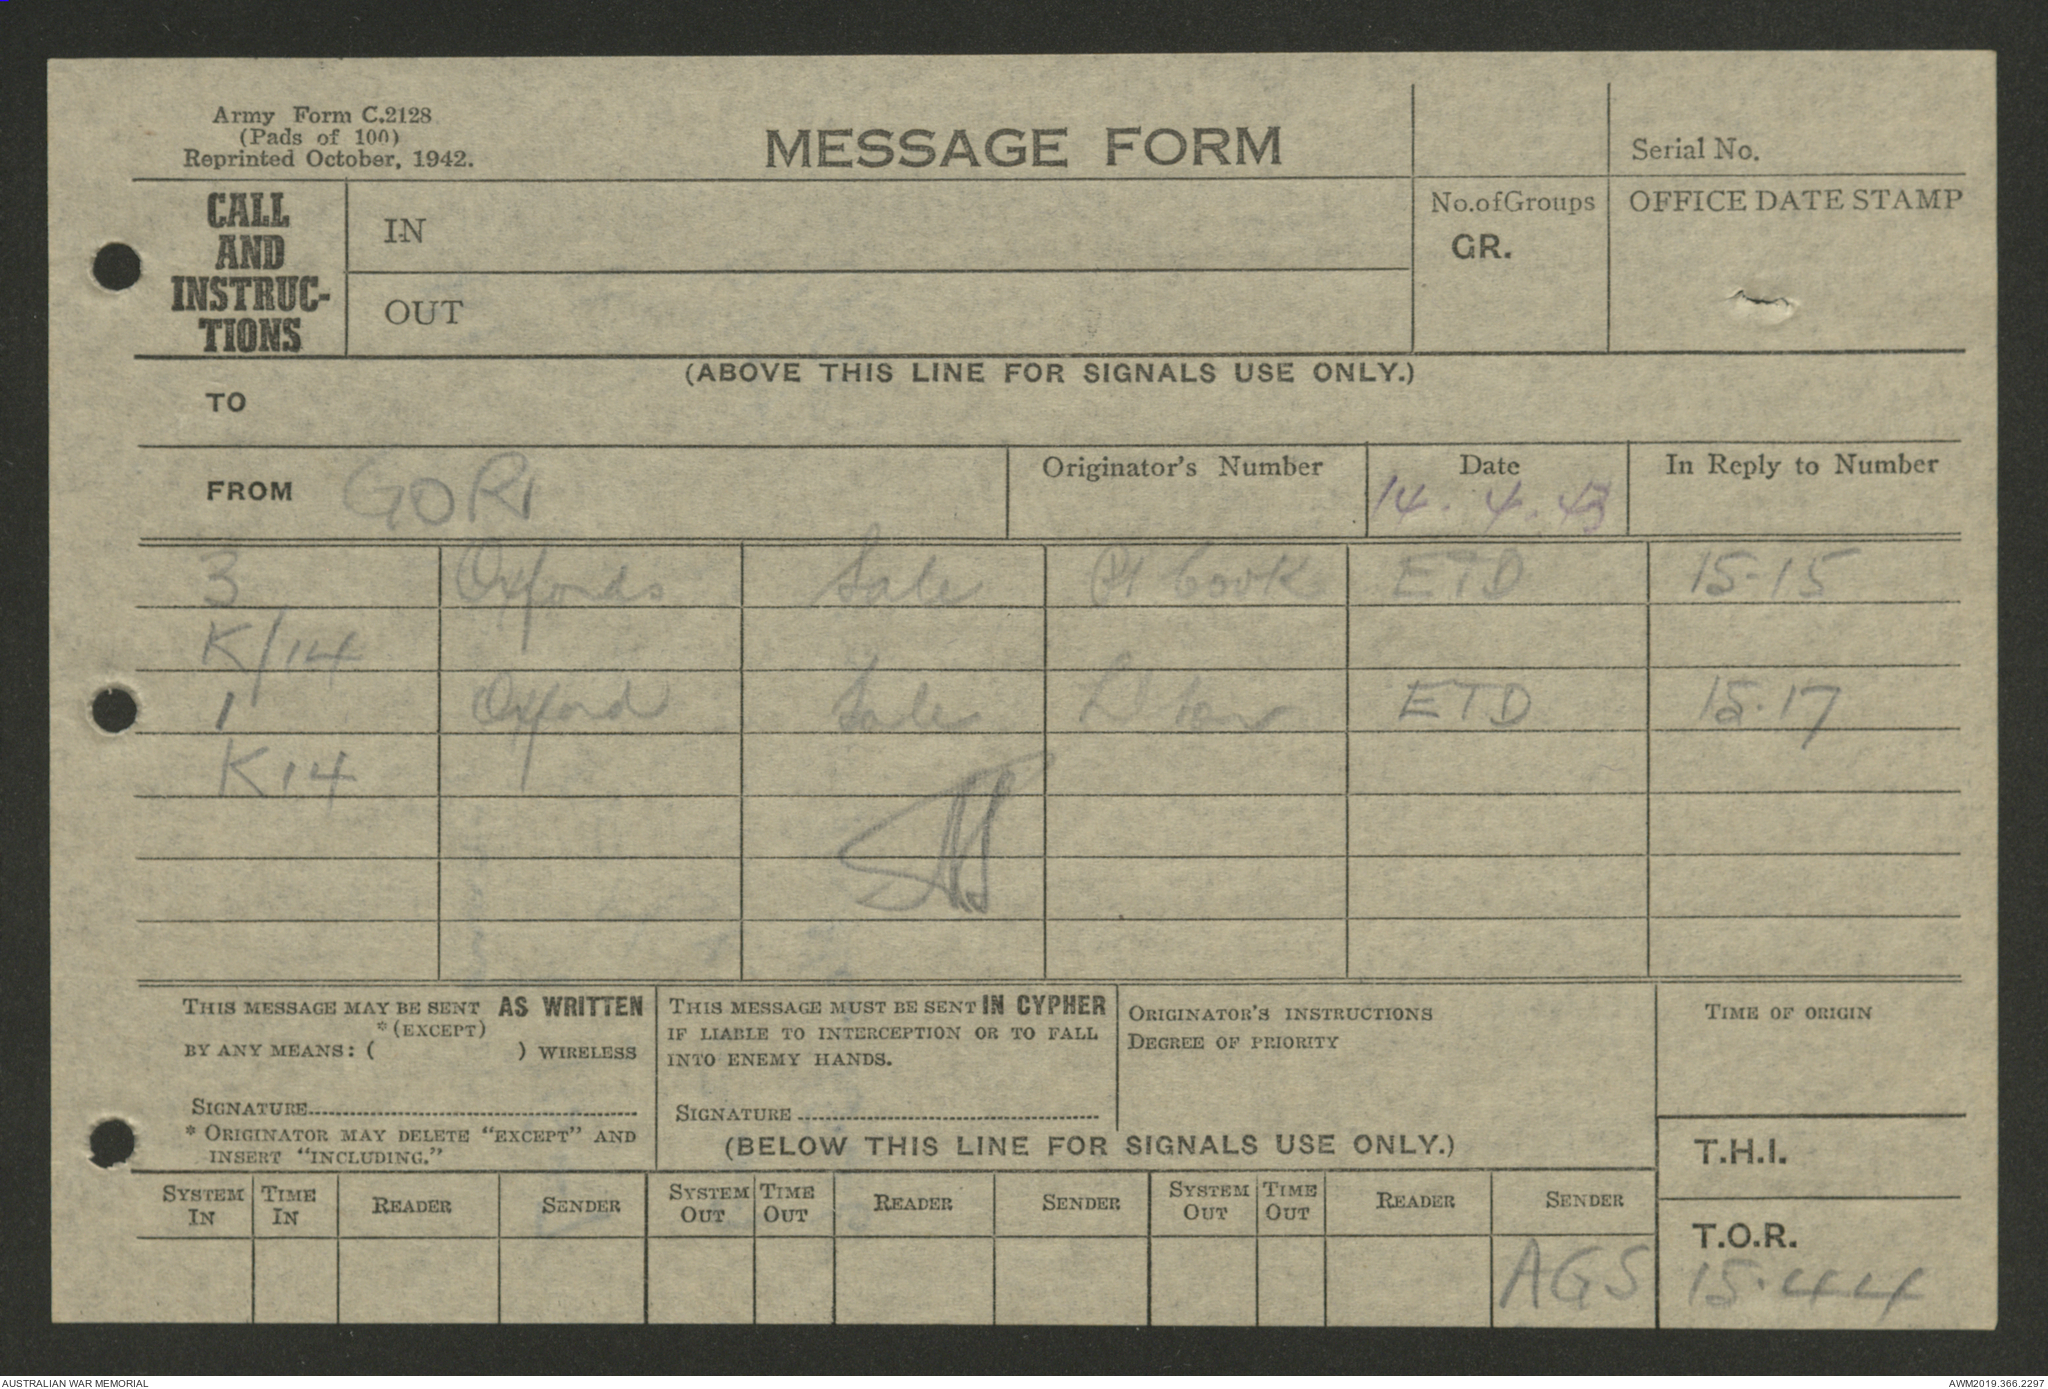 Army Form C.2128
(Pads of 100)
Reprinted October, 1942.
MESSAGE FORM
Serial No.
CALL
AND
INSTRUC-
TIONS
IN
OUT
No. of Groups
GR.
OFFICE DATE STAMP
(ABOVE THIS LINE FOR SIGNALS USE ONLY.)
TO
FROM GOR
Originator's Number
Date
14. 4. 43
In Reply to Number
3 Oxfords Sale Pt Cook ETD 15.15
K/14
1 Oxford Sale ETD 15.17
K14
THIS MESSAGE MAY BE SENT AS WRITTEN
*(EXCEPT)
BY ANY MEANS: ( ) WIRELESS
SIGNATURE
* ORIGINATOR MAY DELETE "EXCEPT" AND
INSERT "INCLUDING."
THIS MESSAGE MUST BE SENT IN CYPHER
IF LIABLE TO INTERCEPTION OR TO FALL
INTO ENEMY HANDS.
SIGNATURE
ORIGINATOR'S INSTRUCTIONS
DEGREE OF PRIORITY
TIME OF ORIGIN
(BELOW THIS LINE FOR SIGNALS USE ONLY.)
T.H.I.
SYSTEM IN TIME IN READER SENDER SYSTEM OUT TIME OUT READER SENDER SYSTEM OUT TIME OUT READER SENDER
AGS
T.O.R.
15.44
AUSTRALIAN WAR MEMORIAL
AWM2019.366.2297